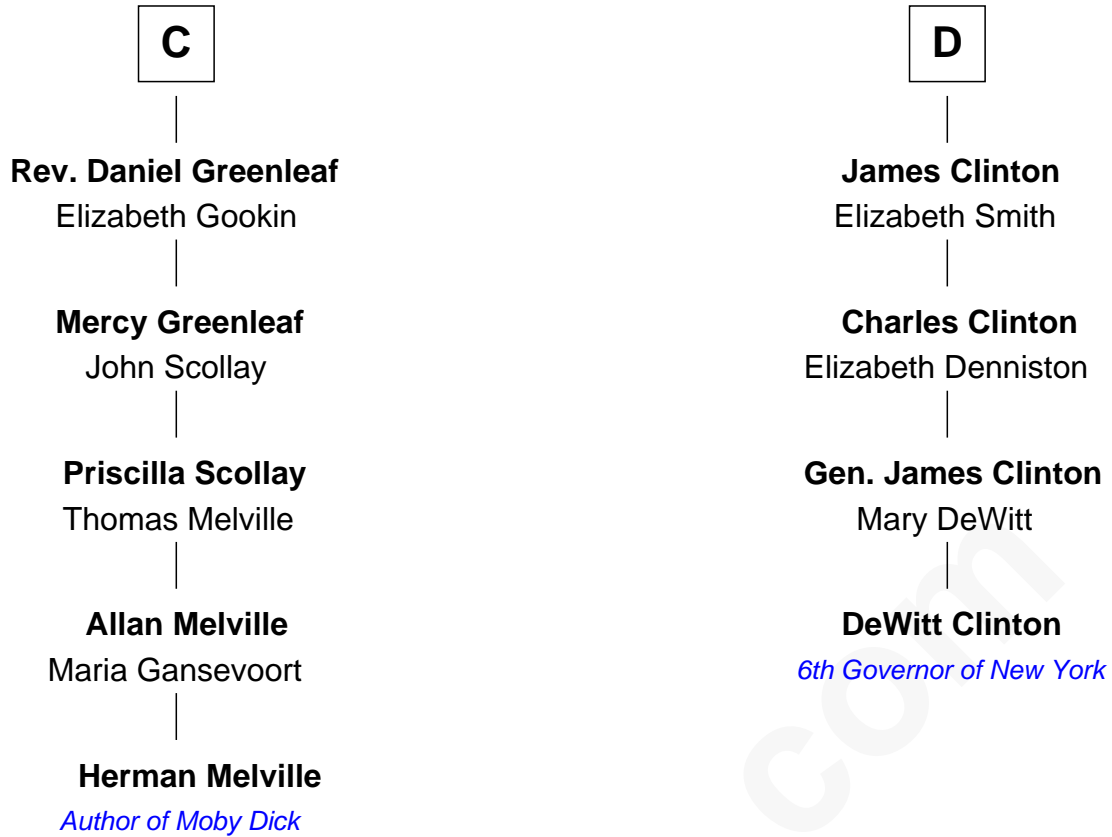 C
Rev. Daniel Greenleaf
Elizabeth Gookin
Mercy Greenleaf
John Scollay
Priscilla Scollay
Thomas Melville
Allan Melville
Maria Gansevoort
Herman Melville
Author of Moby Dick
D
James Clinton
Elizabeth Smith
Charles Clinton
Elizabeth Denniston
Gen. James Clinton
Mary DeWitt
DeWitt Clinton
6th Governor of New York
com